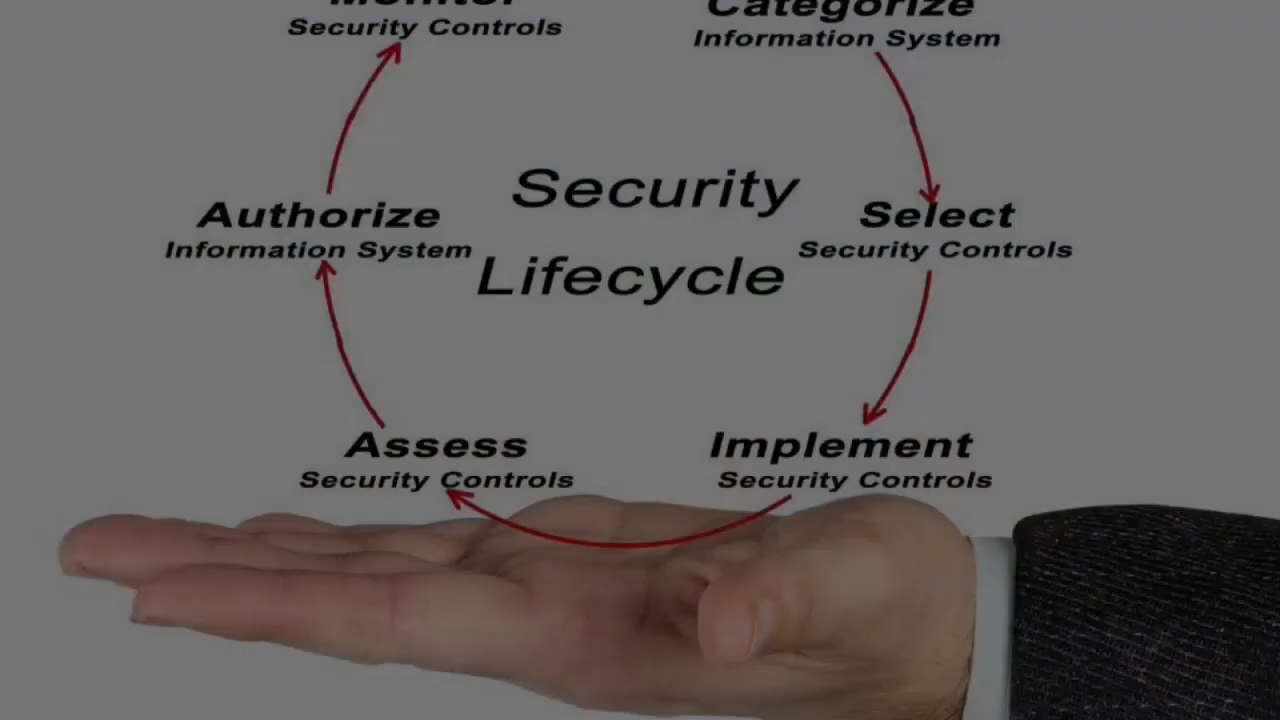 Monitor
Security Controls
Categorize
Information System
Security
Lifecycle
Authorize
Information System
Select
Security Controls
Assess
Security Controls
Implement
Security Controls